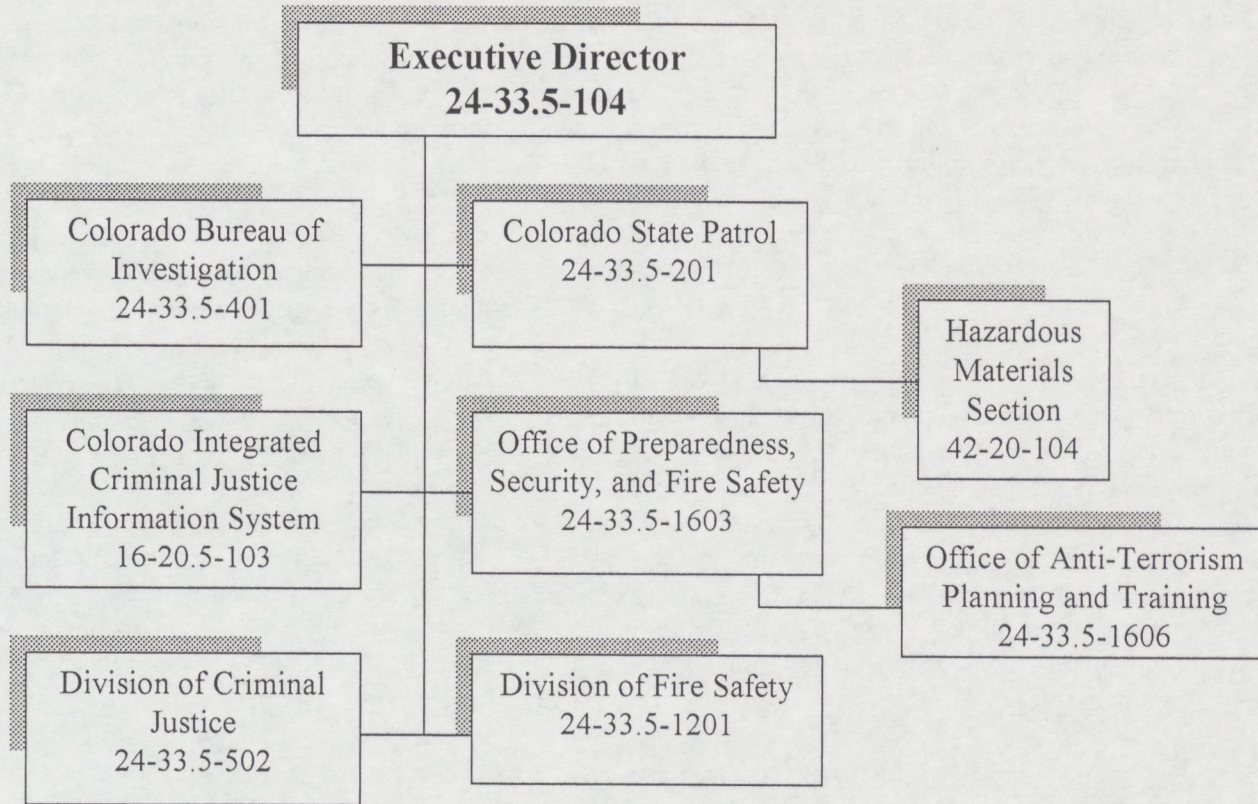 Executive Director
24-33.5-104
Colorado Bureau of
Investigation
24-33.5-401
Colorado State Patrol
24-33.5-201
Hazardous
Materials
Section
42-20-104
Colorado Integrated
Criminal Justice
Information System
16-20.5-103
Office of Preparedness,
Security, and Fire Safety
24-33.5-1603
Office of Anti-Terrorism
Planning and Training
24-33.5-1606
Division of Criminal
Justice
24-33.5-502
Division of Fire Safety
24-33.5-1201